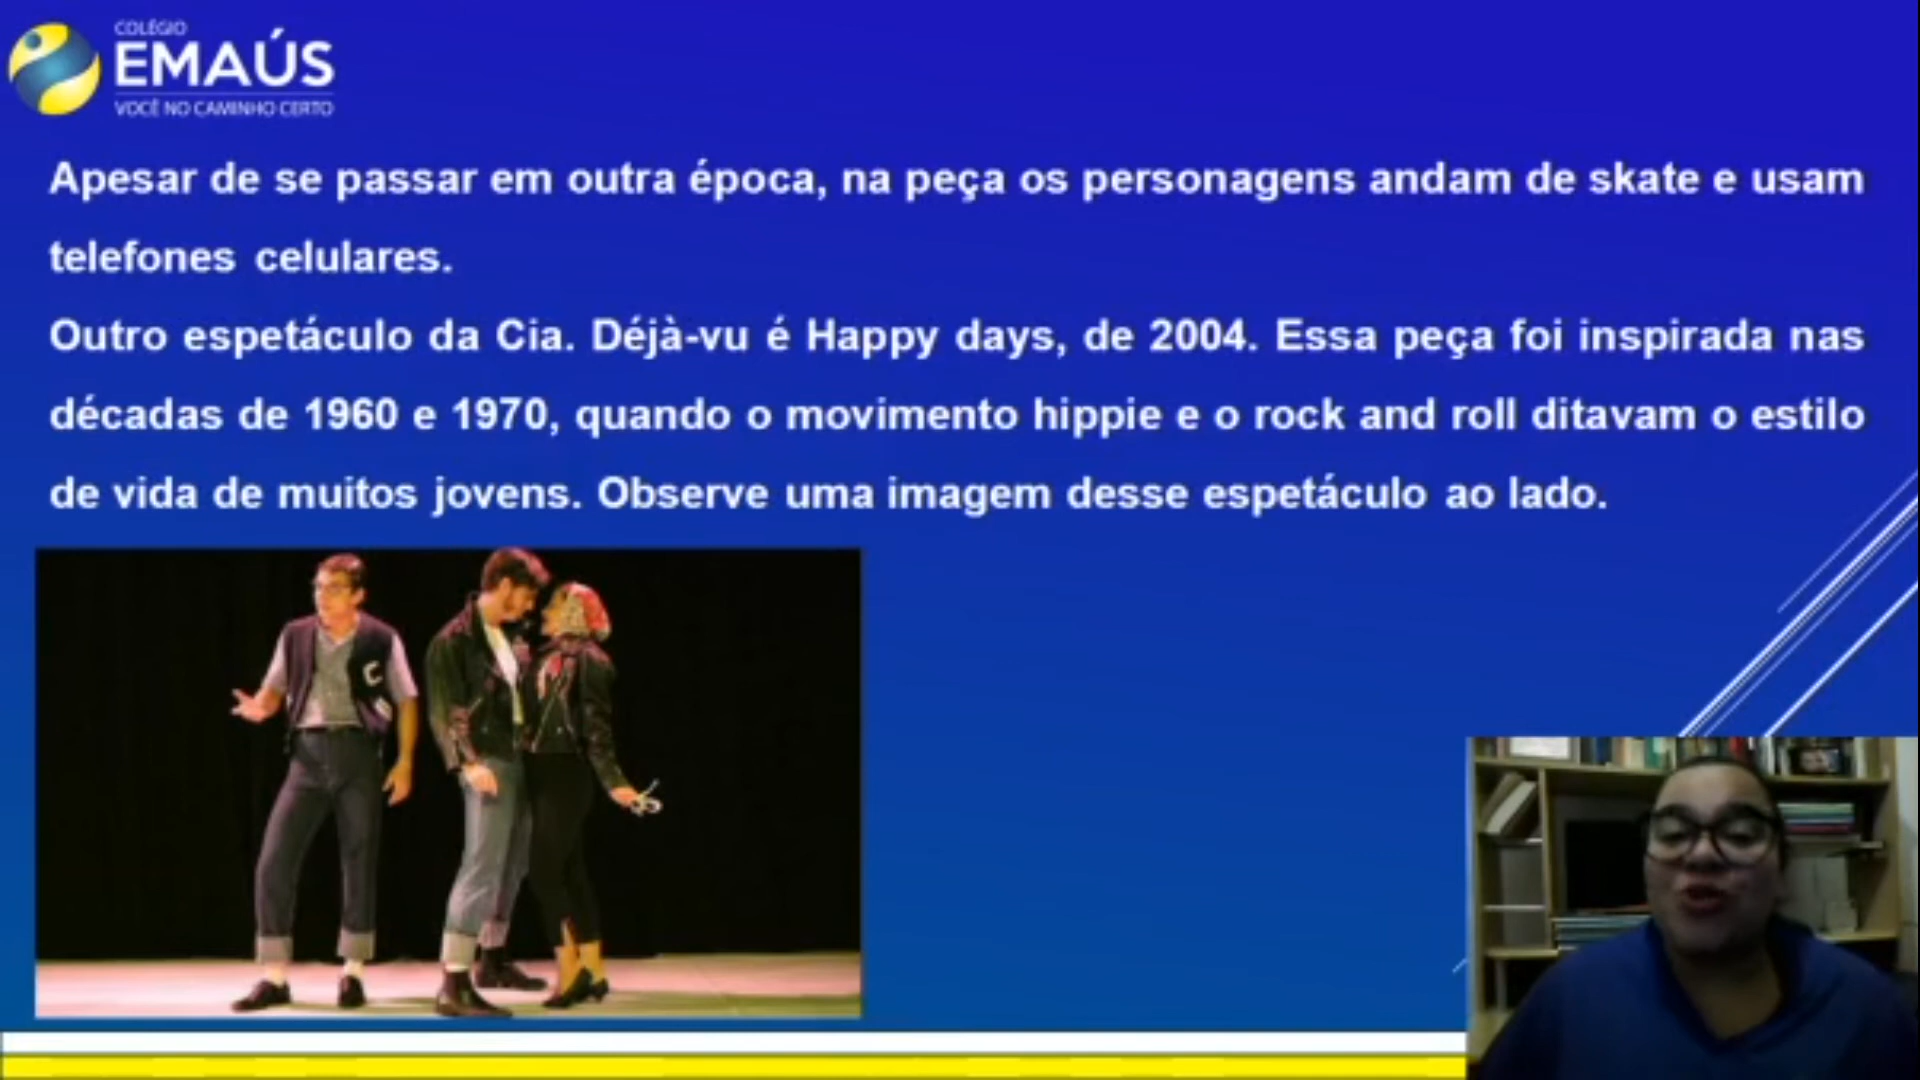 COLÉGIO
EMAÚS
VOCÊ NO CAMINHO CERTO
Apesar de se passar em outra época, na peça os personagens andam de skate e usam
telefones celulares.
Outro espetáculo da Cia. Déjà-vu é Happy days, de 2004. Essa peça foi inspirada nas
décadas de 1960 e 1970, quando o movimento hippie e o rock and roll ditavam o estilo
de vida de muitos jovens. Observe uma imagem desse espetáculo ao lado.
C